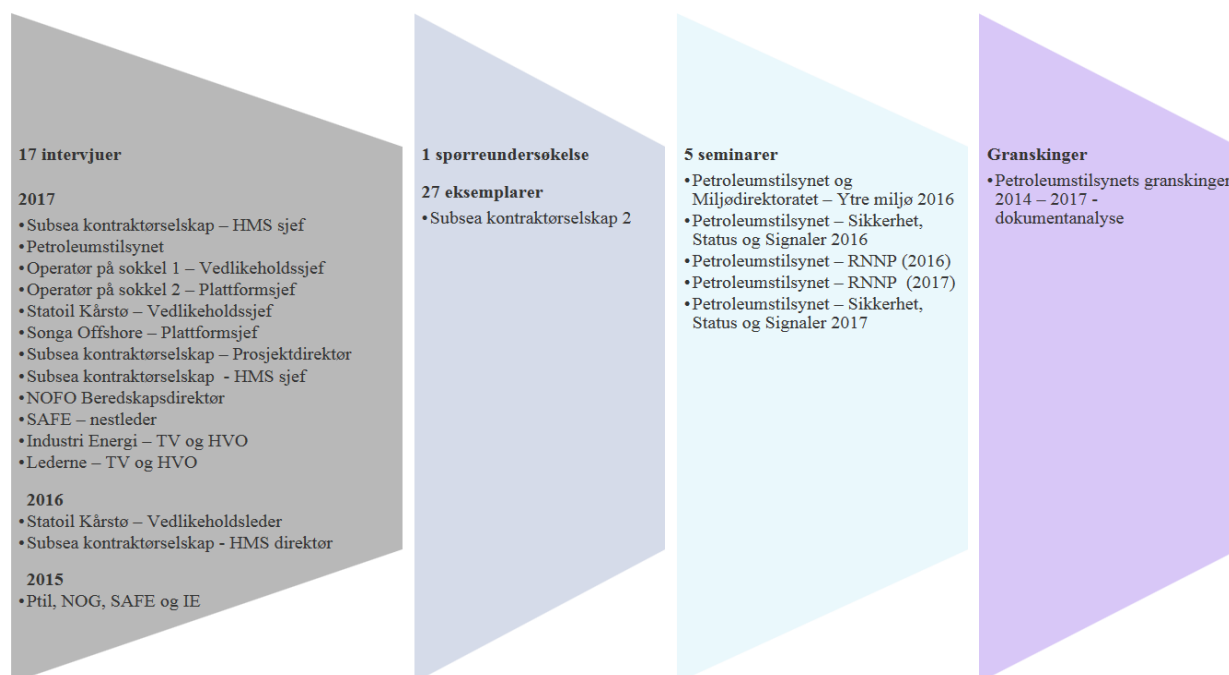 17 intervjuer
2017
•Subsea kontraktørselskap – HMS sjef
•Petroleumstilsynet
•Operatør på sokkel 1 – Vedlikeholdssjef
•Operatør på sokkel 2 – Plattformsjef
•Statoil Kårstø – Vedlikeholdssjef
•Songa Offshore – Plattformsjef
•Subsea kontraktørselskap – Prosjektdirektør
•Subsea kontraktørselskap - HMS sjef
•NOFO Beredskapsdirektør
•SAFE – nestleder
•Industri Energi – TV og HVO
•Lederne – TV og HVO
2016
•Statoil Kårstø – Vedlikeholdsleder
•Subsea kontraktørselskap - HMS direktør
2015
•Ptil, NOG, SAFE og IE
1 spørreundersøkelse
27 eksemplarer
•Subsea kontraktørselskap 2
5 seminarer
•Petroleumstilsynet og
Miljødirektoratet – Ytre miljø 2016
•Petroleumstilsynet – Sikkerhet,
Status og Signaler 2016
•Petroleumstilsynet – RNNP (2016)
•Petroleumstilsynet – RNNP (2017)
•Petroleumstilsynet – Sikkerhet,
Status og Signaler 2017
Granskinger
•Petroleumstilsynets granskinger
2014 – 2017 -
dokumentanalyse